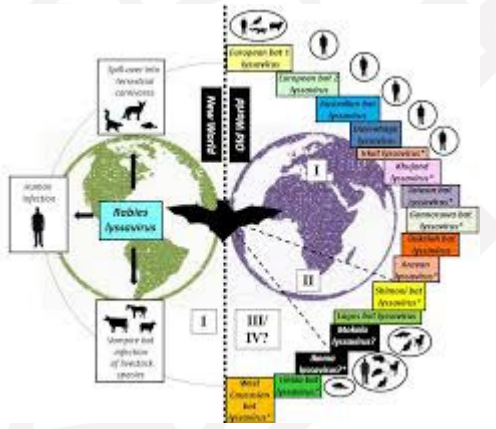 Spill-over into
terrestrial
carnivores
New World
Old World
Human
infection
Rabies
lyssavirus
Vampire bat
infection of
livestock
species
I
III/
IV?
I
II
European bat 1
lyssavirus
European bat 2
lyssavirus
Australian bat
lyssavirus
Duvenhage
lyssavirus
Irkut lyssavirus*
Khujand
lyssavirus*
Taiwan bat
lyssavirus*
Gannoruwa bat
lyssavirus*
Bokeloh bat
lyssavirus
Aravan
lyssavirus*
Shimoni bat
lyssavirus*
Lagos bat lyssavirus
Mokola
lyssavirus?
Ikoma
lyssavirus?*
Lleida bat
lyssavirus*
West
Caucasian bat
lyssavirus*